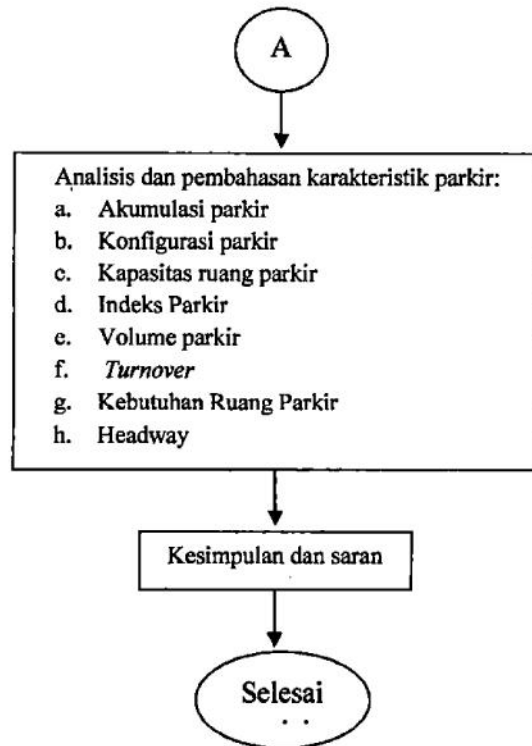 A
Analisis dan pembahasan karakteristik parkir:
a. Akumulasi parkir
b. Konfigurasi parkir
c. Kapasitas ruang parkir
d. Indeks Parkir
e. Volume parkir
f. Turnover
g. Kebutuhan Ruang Parkir
h. Headway
Kesimpulan dan saran
Selesai